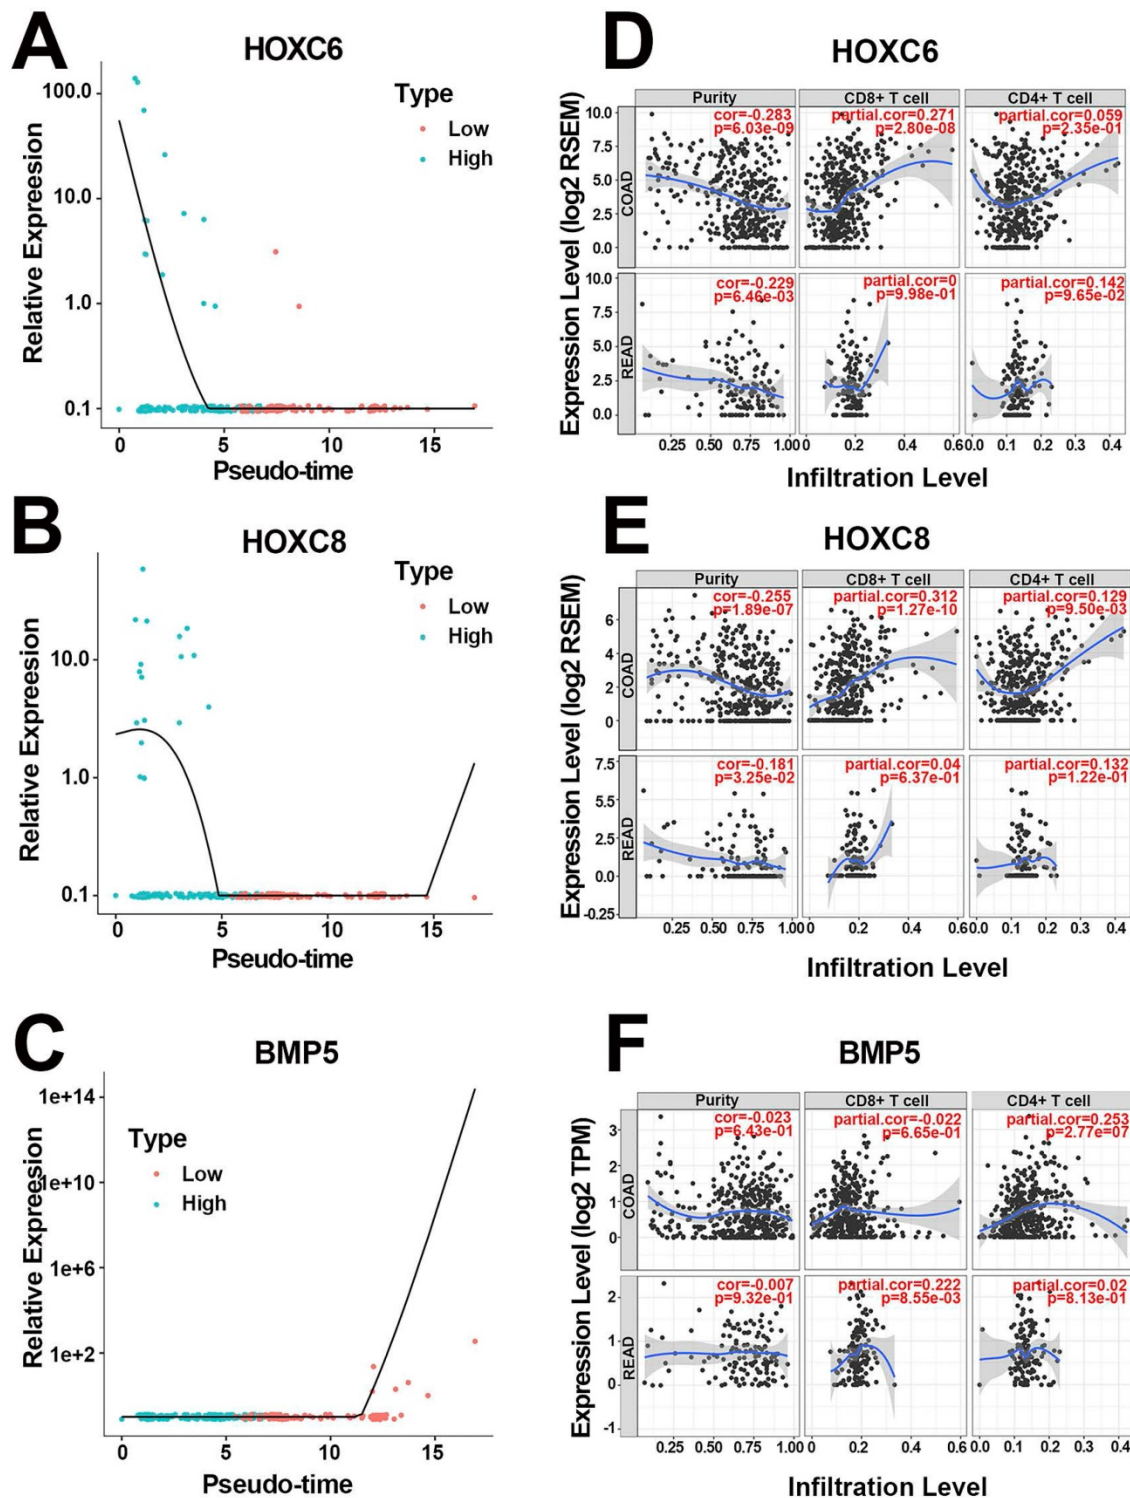 A
HOXC6
Relative Expreesion
100.0
10.0
1.0
0.1
Type
Low
High
0
5
10
15
Pseudo-time
D
HOXC6
Expression Level (log2 RSEM)
Purity
CD8+ T cell
CD4+ T cell
COAD
10.0
7.5
5.0
2.5
0.0
cor=-0.283
p=6.03e-09
partial.cor=0.271
p=2.80e-08
partial.cor=0.059
p=2.35e-01
READ
10.0
7.5
5.0
2.5
0.0
cor=-0.229
p=6.46e-03
partial.cor=0
p=9.98e-01
partial.cor=0.142
p=9.65e-02
0.25 0.50 0.75 1.00
0.0 0.2 0.4 0.6
0.0 0.1 0.2 0.3 0.4
Infiltration Level
B
HOXC8
Relative Expreesion
10.0
1.0
0.1
Type
Low
High
0
5
10
15
Pseudo-time
E
HOXC8
Expression Level (log2 RSEM)
Purity
CD8+ T cell
CD4+ T cell
COAD
6
4
2
0
cor=-0.255
p=1.89e-07
partial.cor=0.312
p=1.27e-10
partial.cor=0.129
p=9.50e-03
READ
7.5
5.5
2.5
0.0
-0.25
cor=-0.181
p=3.25e-02
partial.cor=0.04
p=6.37e-01
partial.cor=0.132
p=1.22e-01
0.25 0.50 0.75 1.00
0.0 0.2 0.4 0.6
0.0 0.1 0.2 0.3 0.4
Infiltration Level
C
BMP5
Relative Expreesion
1e+14
1e+10
1e+6
1e+2
Type
Low
High
0
5
10
15
Pseudo-time
F
BMP5
Expression Level (log2 TPM)
Purity
CD8+ T cell
CD4+ T cell
COAD
3
2
1
0
cor=-0.023
p=6.43e-01
partial.cor=-0.022
p=6.65e-01
partial.cor=0.253
p=2.77e=07
READ
2
1
0
-1
cor=-0.007
p=9.32e-01
partial.cor=0.222
p=8.55e-03
partial.cor=0.02
p=8.13e-01
0.25 0.50 0.75 1.00
0.0 0.2 0.4 0.6
0.0 0.1 0.2 0.3 0.4
Infiltration Level